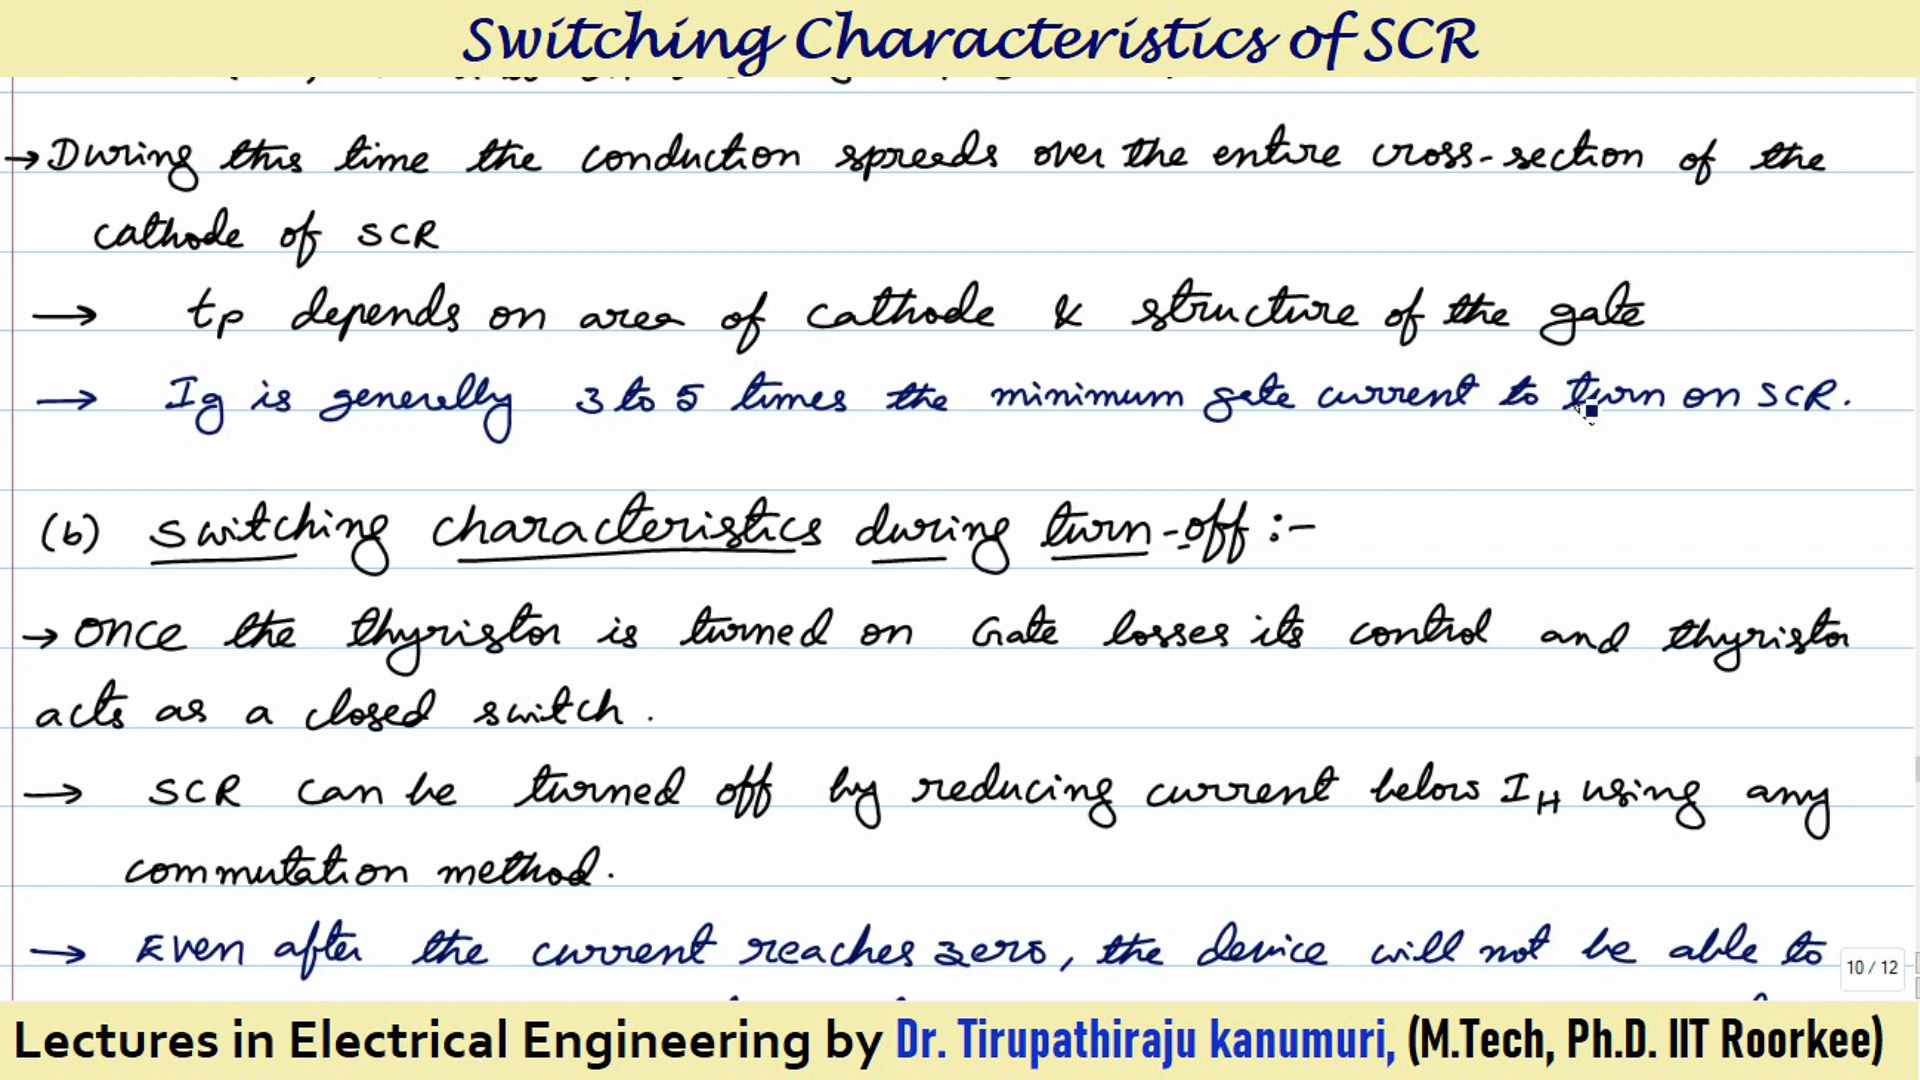 Switching Characteristics of SCR
→ During this time the conduction spreads over the entire cross-section of the
cathode of SCR
→ tp depends on area of cathode & structure of the gate
→ Ig is generally 3 to 5 times the minimum gate current to turn on SCR.
(b) switching characteristics during turn-off :-
→ once the thyristor is turned on Gate losses its control and thyristor
acts as a closed switch.
→ SCR can be turned off by reducing current below IH using any
commutation method.
→ Even after the current reaches zero, the device will not be able to
10 / 12
Lectures in Electrical Engineering by Dr. Tirupathiraju kanumuri, (M.Tech, Ph.D. IIT Roorkee)